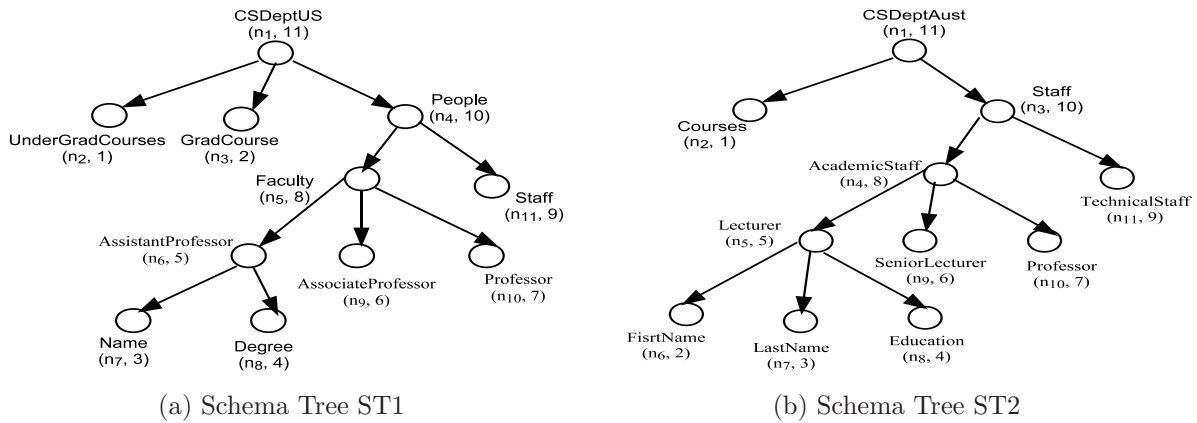 CSDeptUS
(n1, 11)
UnderGradCourses
(n2, 1)
GradCourse
(n3, 2)
People
(n4, 10)
Faculty
(n5, 8)
Staff
(n11, 9)
AssistantProfessor
(n6, 5)
AssociateProfessor
(n9, 6)
Professor
(n10, 7)
Name
(n7, 3)
Degree
(n8, 4)
(a) Schema Tree ST1
CSDeptAust
(n1, 11)
Courses
(n2, 1)
Staff
(n3, 10)
AcademicStaff
(n4, 8)
TechnicalStaff
(n11, 9)
Lecturer
(n5, 5)
SeniorLecturer
(n9, 6)
Professor
(n10, 7)
FisrtName
(n6, 2)
LastName
(n7, 3)
Education
(n8, 4)
(b) Schema Tree ST2